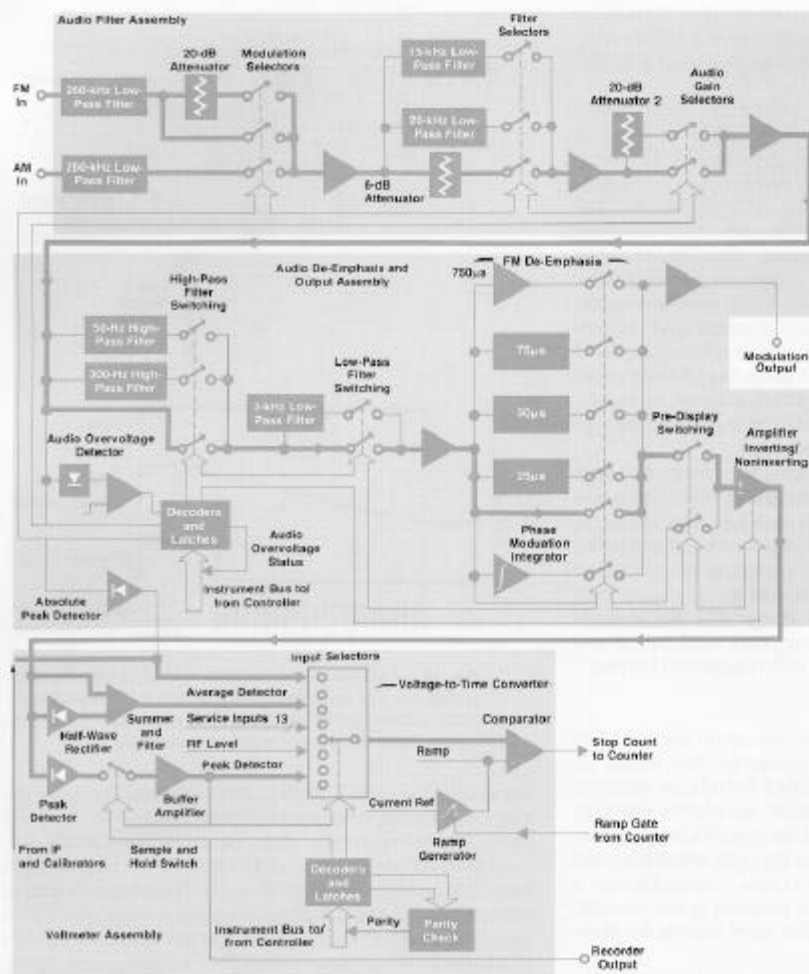 Audio Filter Assembly
Filter
Selectors
20-dB
Attenuator
Modulation
Selectors
15-kHz Low-
Pass Filter
FM
In
260-kHz Low-
Pass Filter
20-dB
Attenuator 2
Audio
Gain
Selectors
20-kHz Low-
Pass Filter
AM
In
260-kHz Low-
Pass Filter
6-dB
Attenuator
High-Pass
Filter
Switching
Audio De-Emphasis and
Output Assembly
750μs
FM De-Emphasis
50-Hz High-
Pass Filter
75μs
Modulation
Output
300-Hz High-
Pass Filter
Low-Pass
Filter
Switching
3-kHz Low-
Pass Filter
50μs
Pre-Display
Switching
Amplifier
Inverting/
Noninverting
Audio Overvoltage
Detector
25μs
Decoders
and
Latches
Audio
Overvoltage
Status
Phase
Moduation
Integrator
Instrument Bus to/
from Controller
Absolute
Peak Detector
Input Selectors
Voltage-to-Time Converter
Average Detector
Comparator
Half-Wave
Rectifier
Summer
and
Filter
Service Inputs 13
RF Level
Ramp
Stop Count
to Counter
Peak Detector
Peak
Detector
Buffer
Amplifier
Current Ref
Ramp
Generator
Ramp Gate
from Counter
From IF
and Calibrators
Sample and
Hold Switch
Decoders
and
Latches
Voltmeter Assembly
Instrument Bus to/
from Controller
Parity
Parity
Check
Recorder
Output